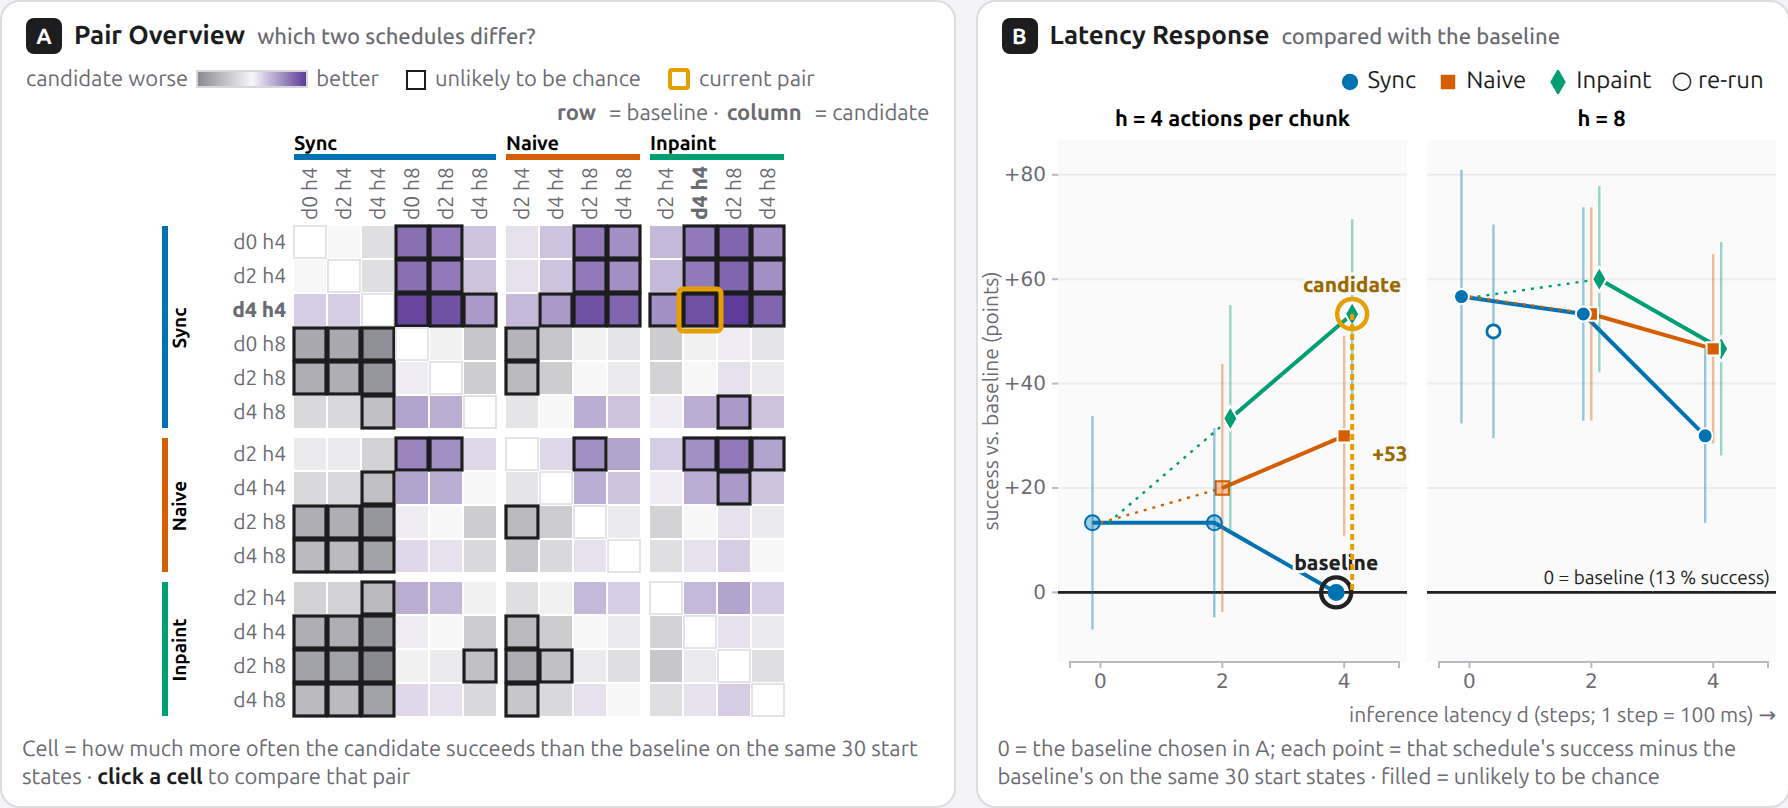 A Pair Overview which two schedules differ?
candidate worse better unlikely to be chance current pair
row = baseline · column = candidate
Sync Naive Inpaint
d0 h4 d2 h4 d4 h4 d0 h8 d2 h8 d4 h8 d2 h4 d4 h4 d2 h8 d4 h8 d2 h4 d4 h4 d2 h8 d4 h8
Sync
d0 h4
d2 h4
d4 h4
d0 h8
d2 h8
d4 h8
Naive
d2 h4
d4 h4
d2 h8
d4 h8
Inpaint
d2 h4
d4 h4
d2 h8
d4 h8
Cell = how much more often the candidate succeeds than the baseline on the same 30 start
states · click a cell to compare that pair
B Latency Response compared with the baseline
Sync Naive Inpaint re-run
h = 4 actions per chunk h = 8
success vs. baseline (points)
+80
+60
+40
+20
0
candidate
+53
baseline
0 = baseline (13 % success)
0 2 4 0 2 4
inference latency d (steps; 1 step = 100 ms) →
0 = the baseline chosen in A; each point = that schedule's success minus the
baseline's on the same 30 start states · filled = unlikely to be chance